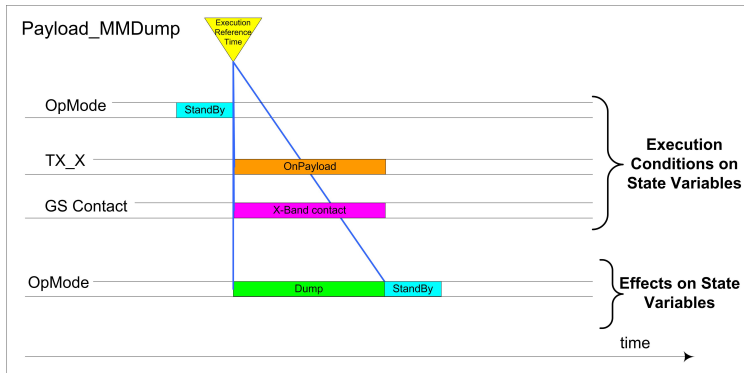 Payload_MMDump
Execution
Reference
Time
OpMode
StandBy
TX_X
OnPayload
GS Contact
X-Band contact
Execution
Conditions on
State Variables
OpMode
Dump
StandBy
Effects on State
Variables
time